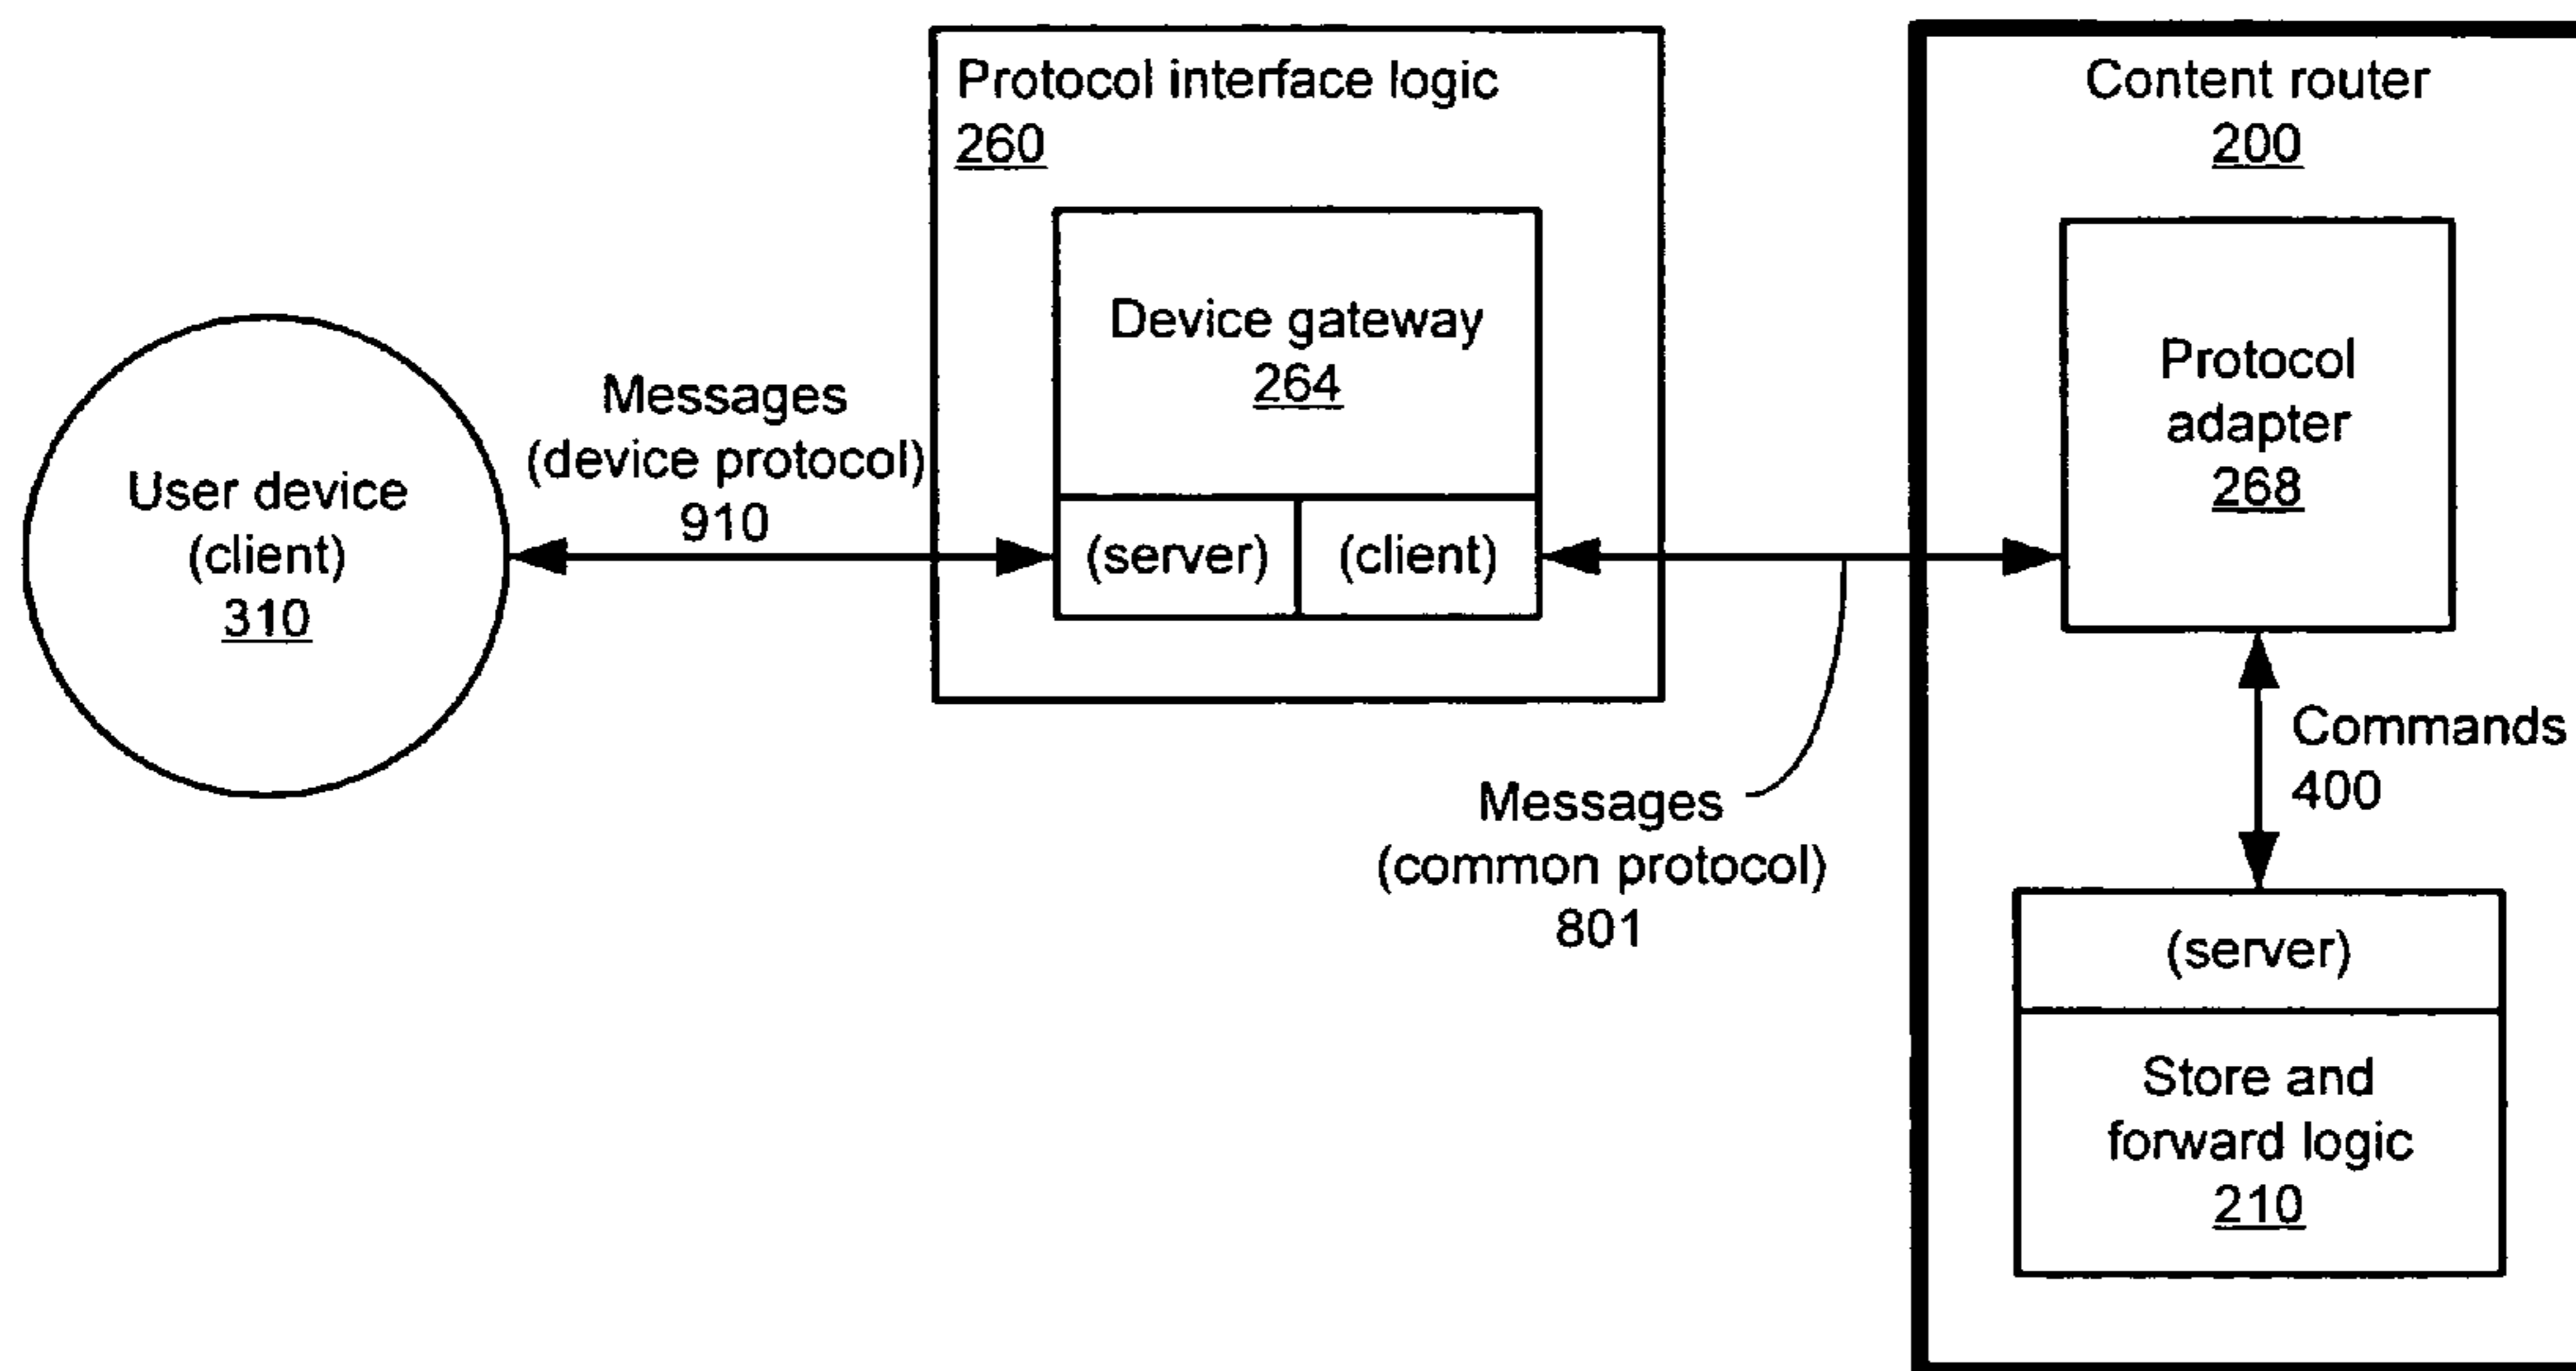 Protocol interface logic
260
Content router
200
Device gateway
264
(server)
(client)
Protocol
adapter
268
Messages
(device protocol)
910
User device
(client)
310
Commands
400
Messages
(common protocol)
801
(server)
Store and
forward logic
210